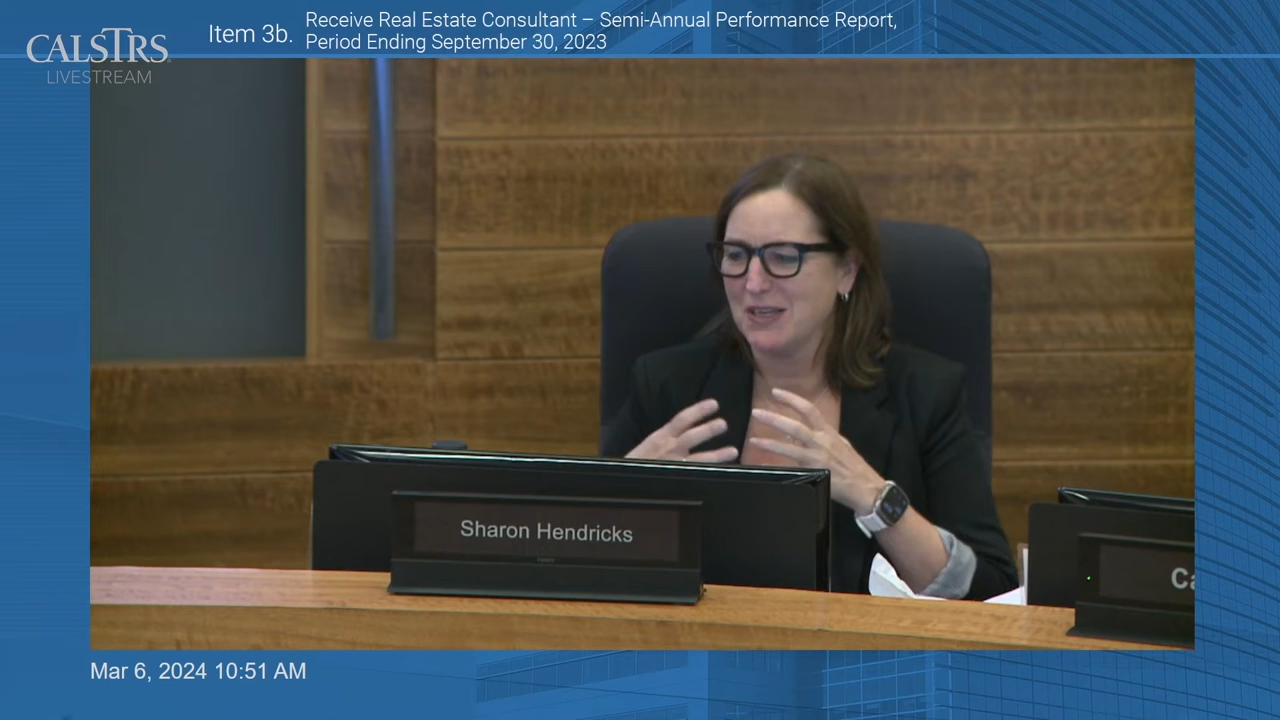 CALSTRS
LIVESTREAM
Item 3b.
Receive Real Estate Consultant – Semi-Annual Performance Report,
Period Ending September 30, 2023
Sharon Hendricks
Ca
Mar 6, 2024 10:51 AM